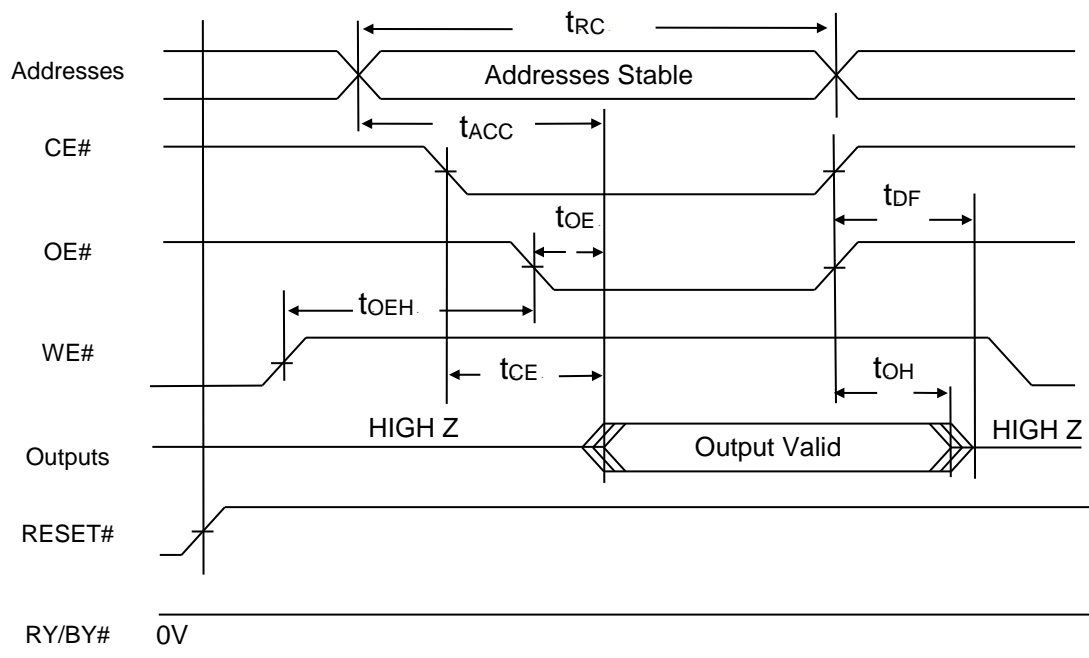 tRC
Addresses
Addresses Stable
tACC
CE#
tDF
tOE
OE#
tOEH
WE#
tCE
tOH
HIGH Z
HIGH Z
Outputs
Output Valid
RESET#
RY/BY#
0V